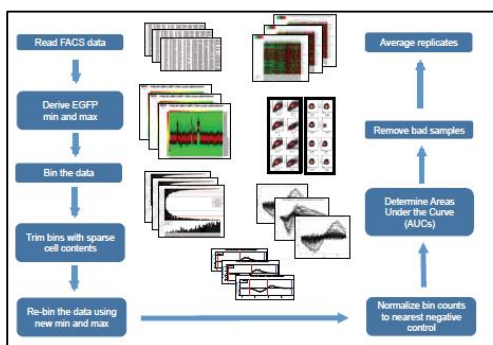 Read FACS data
Derive EGFP
min and max
Bin the data
Trim bins with sparse
cell contents
Re-bin the data using
new min and max
Normalize bin counts
to nearest negative
control
Determine Areas
Under the Curve
(AUCs)
Remove bad samples
Average replicates